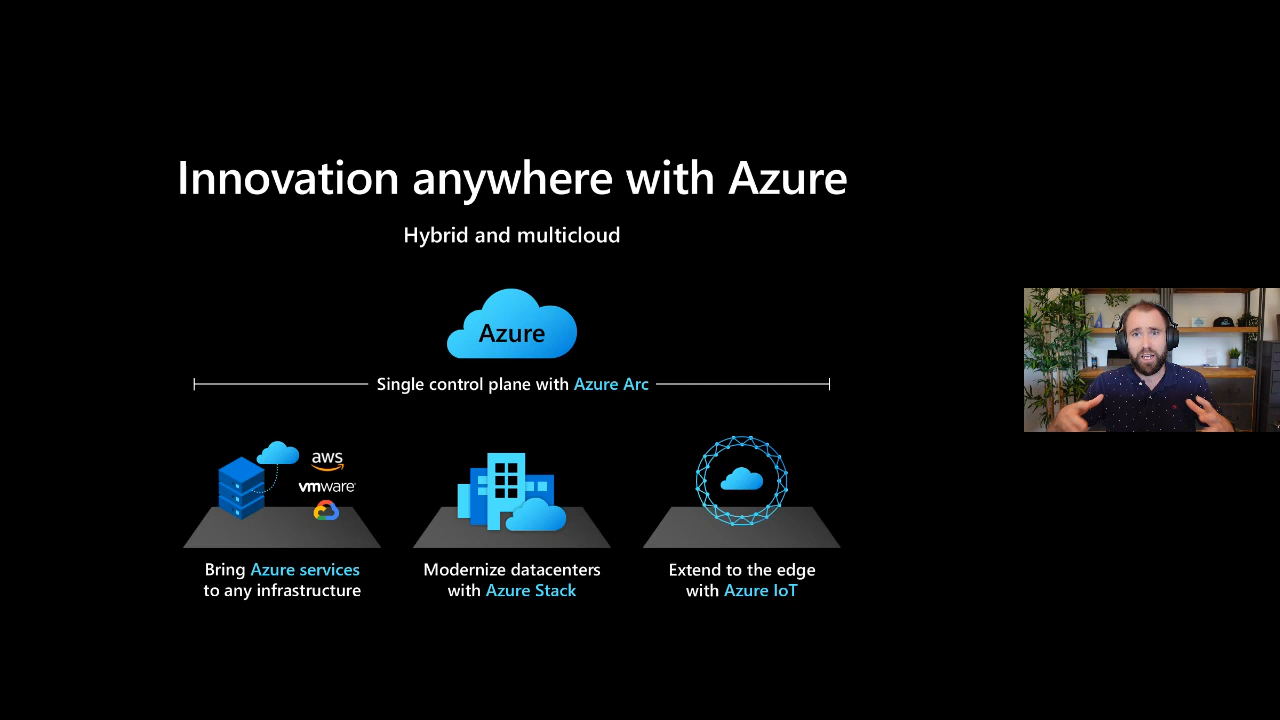 Innovation anywhere with Azure
Hybrid and multicloud
Azure
Single control plane with Azure Arc
aws
vmware
Bring Azure services
to any infrastructure
Modernize datacenters
with Azure Stack
Extend to the edge
with Azure IoT